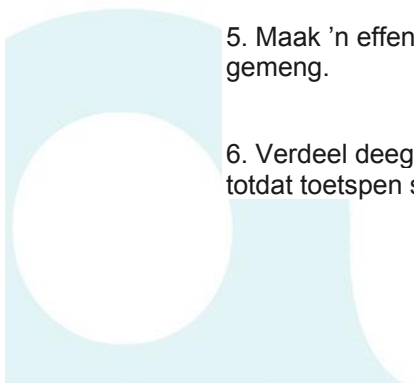 5. Maak ’n effen
gemeng.
6. Verdeel deeg
totdat toetspen